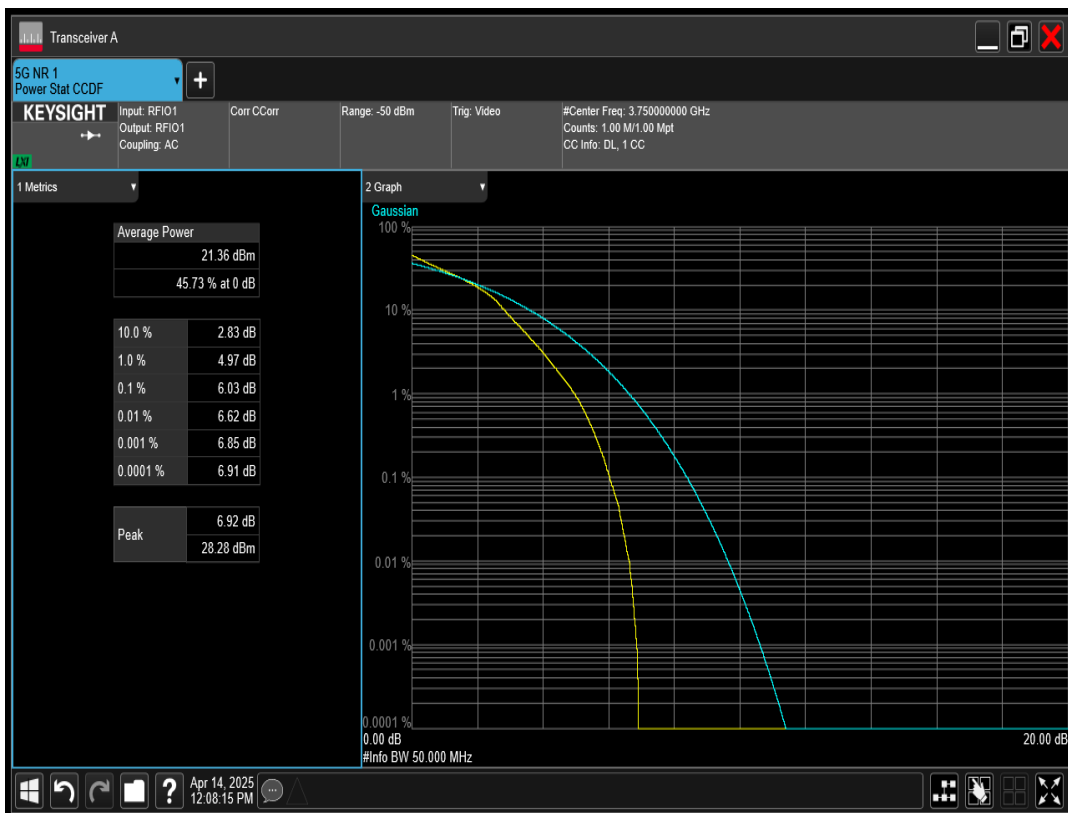 Transceiver A
5G NR 1
Power Stat CCDF
+
KEYSIGHT
LXI
Input: RFIO1
Output: RFIO1
Coupling: AC
Corr CCorr
Range: -50 dBm
Trig: Video
#Center Freq: 3.750000000 GHz
Counts: 1.00 M/1.00 Mpt
CC Info: DL, 1 CC
1 Metrics
Average Power
21.36 dBm
45.73 % at 0 dB
10.0 % 2.83 dB
1.0 % 4.97 dB
0.1 % 6.03 dB
0.01 % 6.62 dB
0.001 % 6.85 dB
0.0001 % 6.91 dB
Peak 6.92 dB
28.28 dBm
2 Graph
Gaussian
100 %
10 %
1 %
0.1 %
0.01 %
0.001 %
0.0001 %
0.00 dB 20.00 dB
#Info BW 50.000 MHz
?
Apr 14, 2025
12:08:15 PM